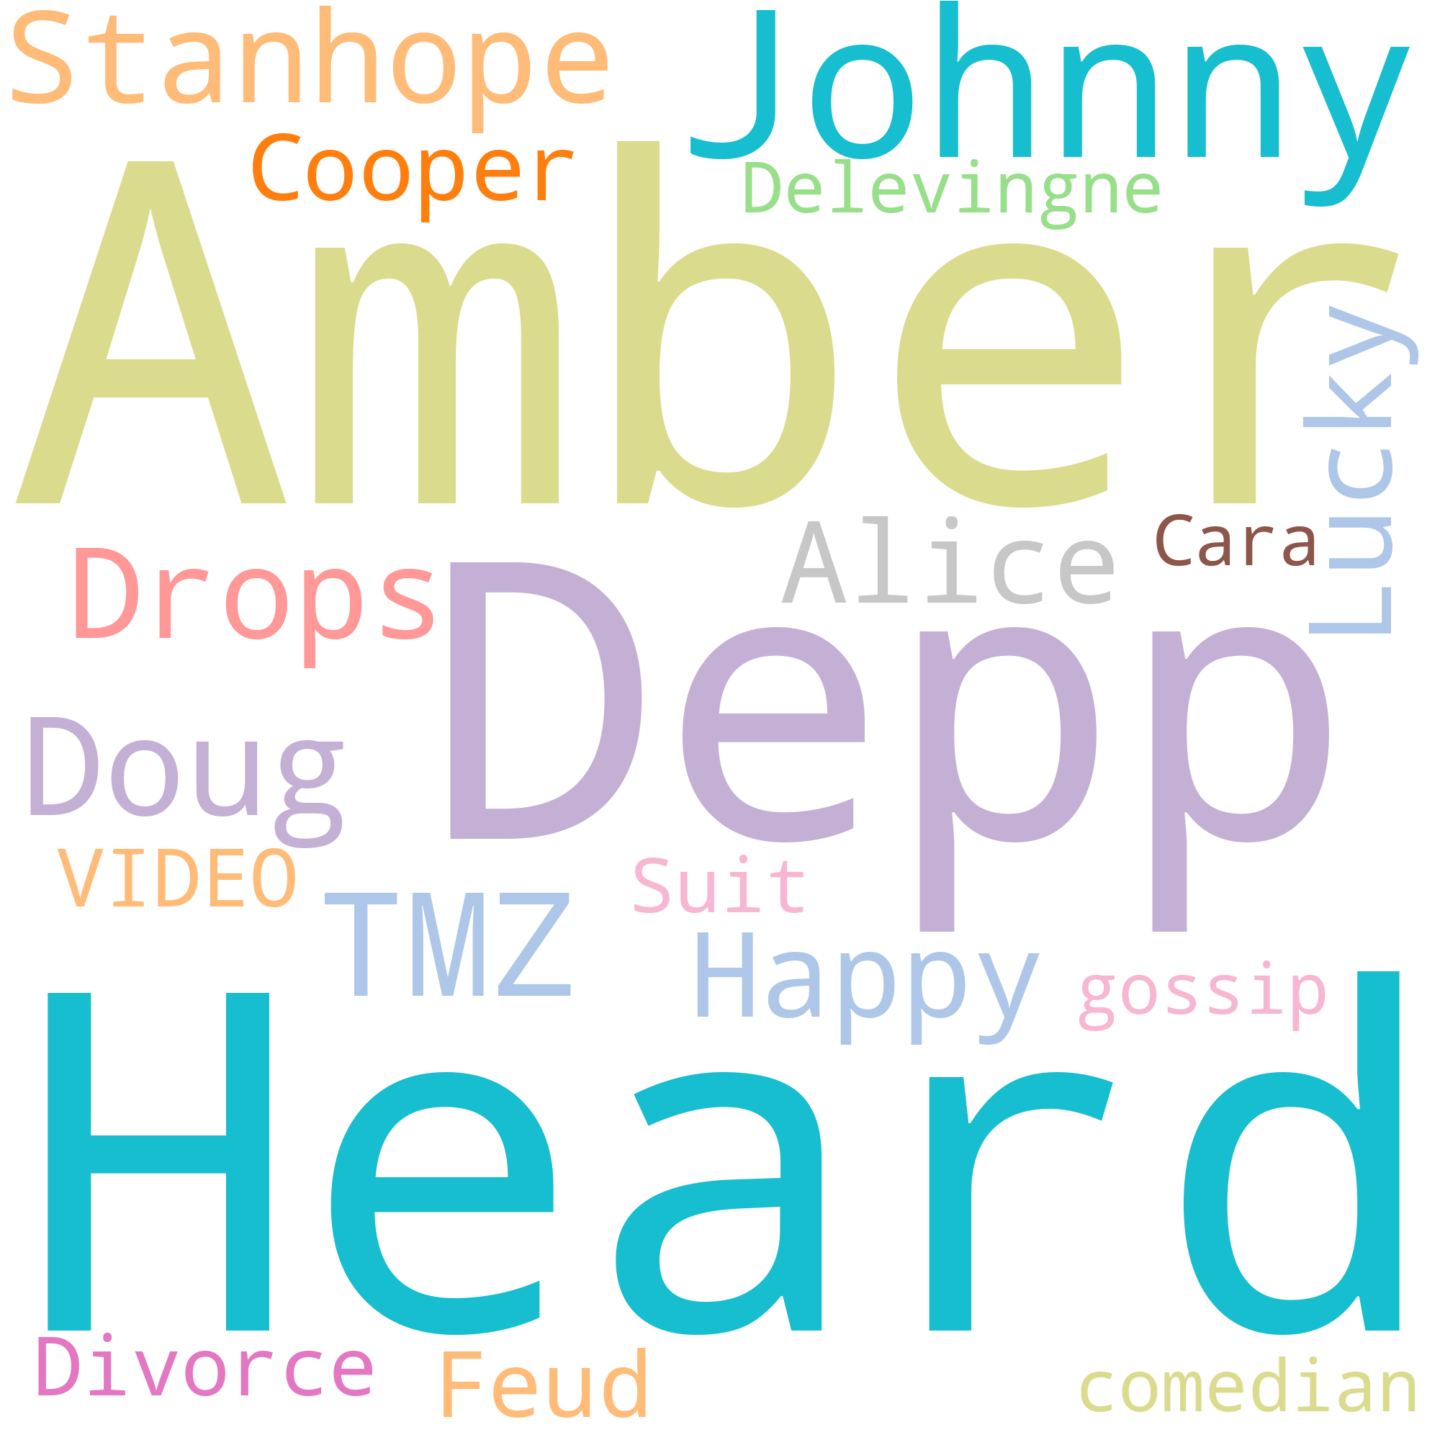 Stanhope
Johnny
Cooper
Delevingne
Amber
Lucky
Cara
Alice
Drops
Depp
Doug
VIDEO
Suit
TMZ
Happy
gossip
Heard
Divorce
Feud
comedian